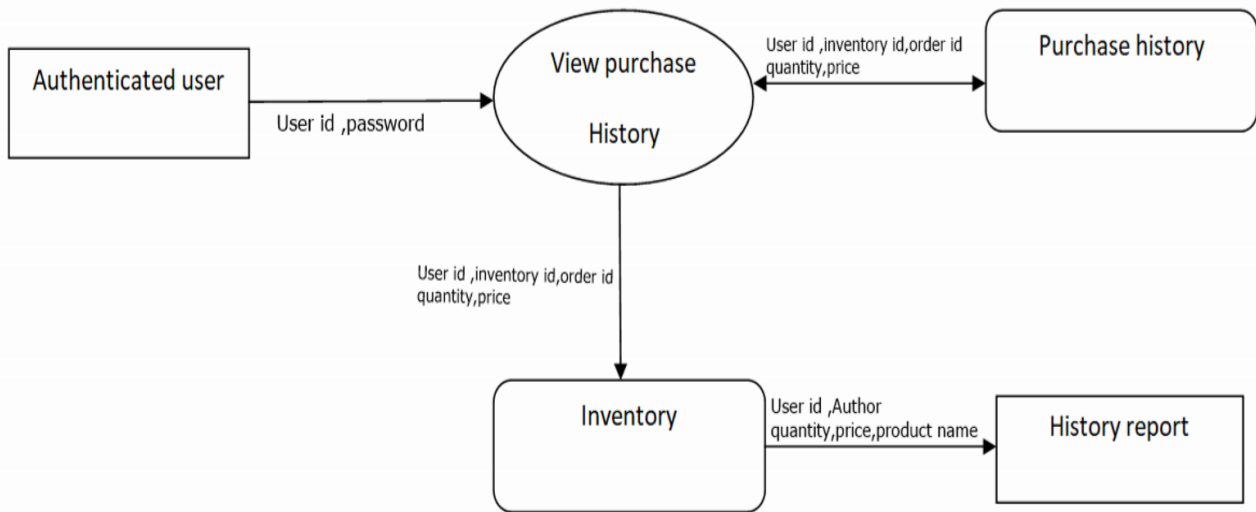 Authenticated user
User id ,password
View purchase
History
User id ,inventory id,order id
quantity,price
Purchase history
User id ,inventory id,order id
quantity,price
Inventory
User id ,Author
quantity,price,product name
History report